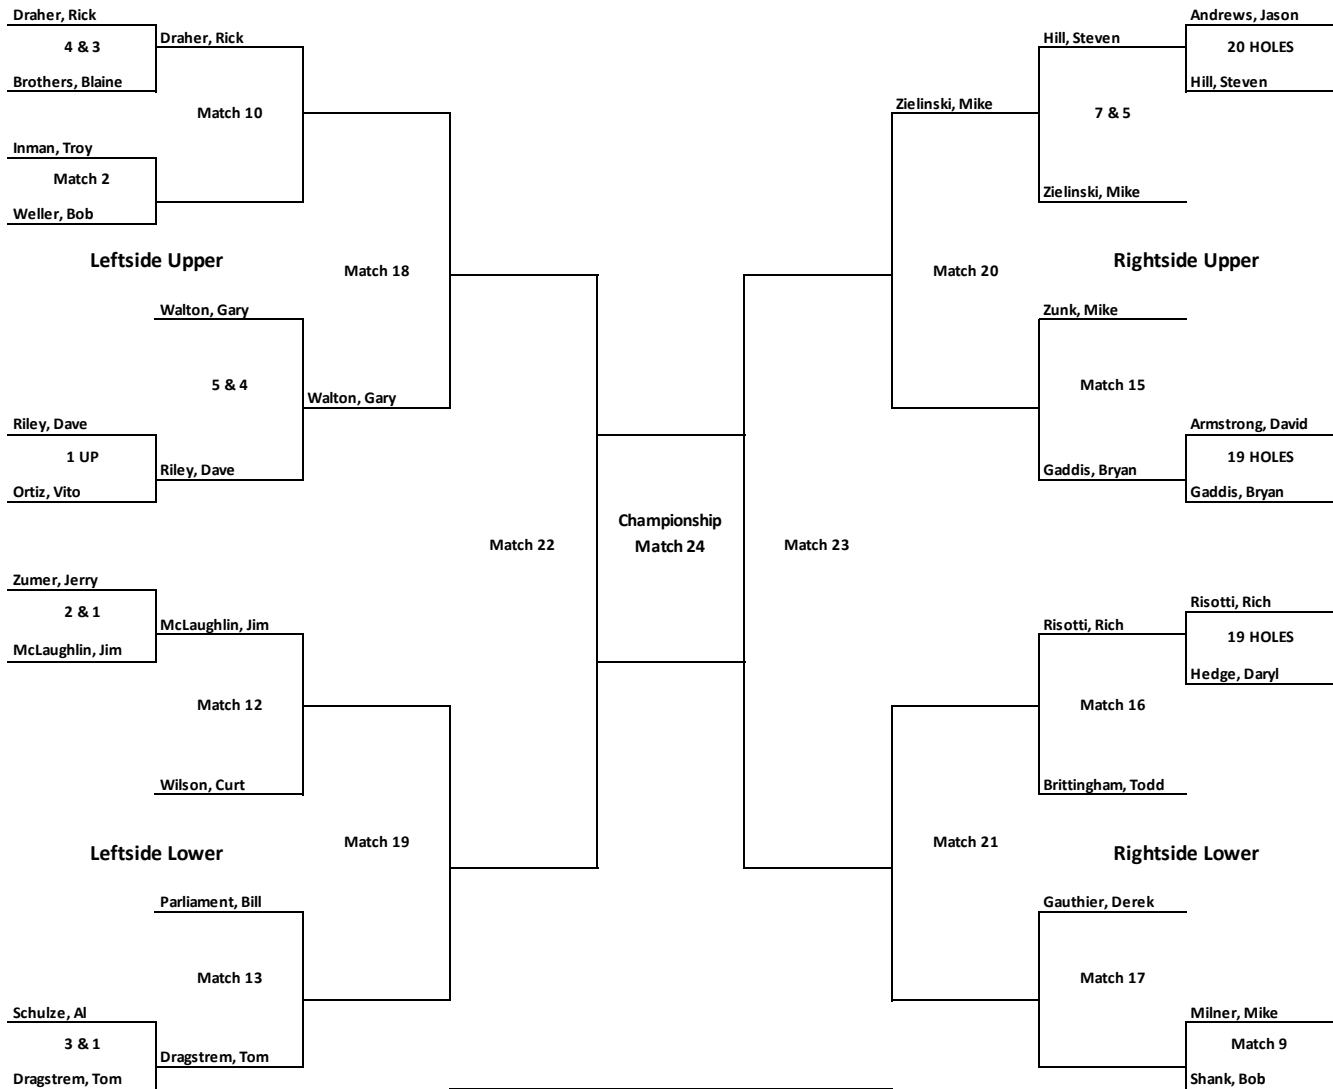 Draher, Rick
4 & 3
Draher, Rick
Brothers, Blaine
Match 10
Inman, Troy
Match 2
Weller, Bob
Leftside Upper
Match 18
Walton, Gary
5 & 4
Walton, Gary
Riley, Dave
1 UP
Riley, Dave
Ortiz, Vito
Match 22
Zumer, Jerry
2 & 1
McLaughlin, Jim
McLaughlin, Jim
Match 12
Wilson, Curt
Match 19
Leftside Lower
Parliament, Bill
Match 13
Schulze, Al
3 & 1
Dragstrem, Tom
Dragstrem, Tom
Championship
Match 24
Andrews, Jason
Hill, Steven
20 HOLES
Hill, Steven
Zielinski, Mike
7 & 5
Zielinski, Mike
Rightside Upper
Match 20
Zunk, Mike
Match 15
Armstrong, David
19 HOLES
Gaddis, Bryan
Gaddis, Bryan
Match 23
Risotti, Rich
Risotti, Rich
19 HOLES
Hedge, Daryl
Match 16
Brittingham, Todd
Match 21
Rightside Lower
Gauthier, Derek
Match 17
Milner, Mike
Match 9
Shank, Bob